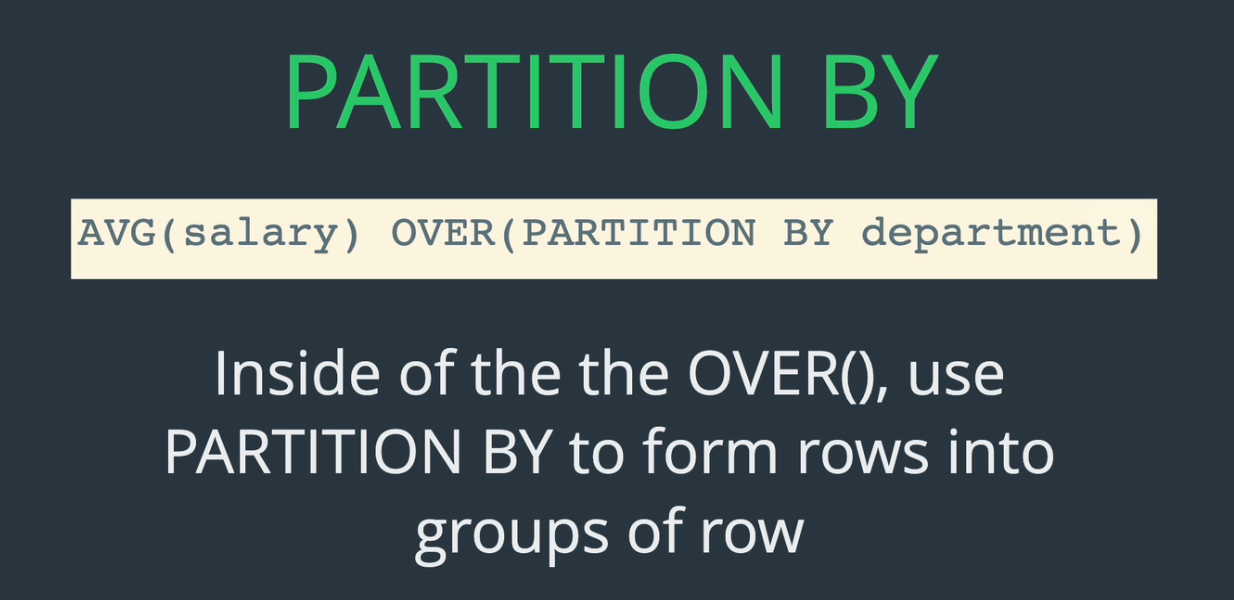 PARTITION BY
AVG(salary) OVER(PARTITION BY department)
Inside of the the OVER(), use
PARTITION BY to form rows into
groups of row